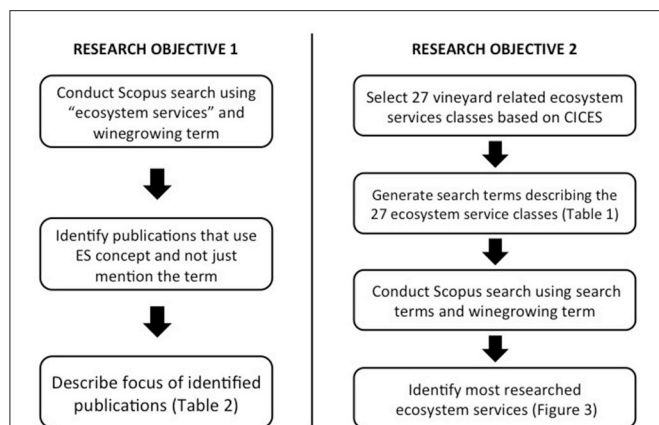 RESEARCH OBJECTIVE 1
Conduct Scopus search using
“ecosystem services” and
winegrowing term
Identify publications that use
ES concept and not just
mention the term
Describe focus of identified
publications (Table 2)
RESEARCH OBJECTIVE 2
Select 27 vineyard related ecosystem
services classes based on CICES
Generate search terms describing the
27 ecosystem service classes (Table 1)
Conduct Scopus search using search
terms and winegrowing term
Identify most researched
ecosystem services (Figure 3)